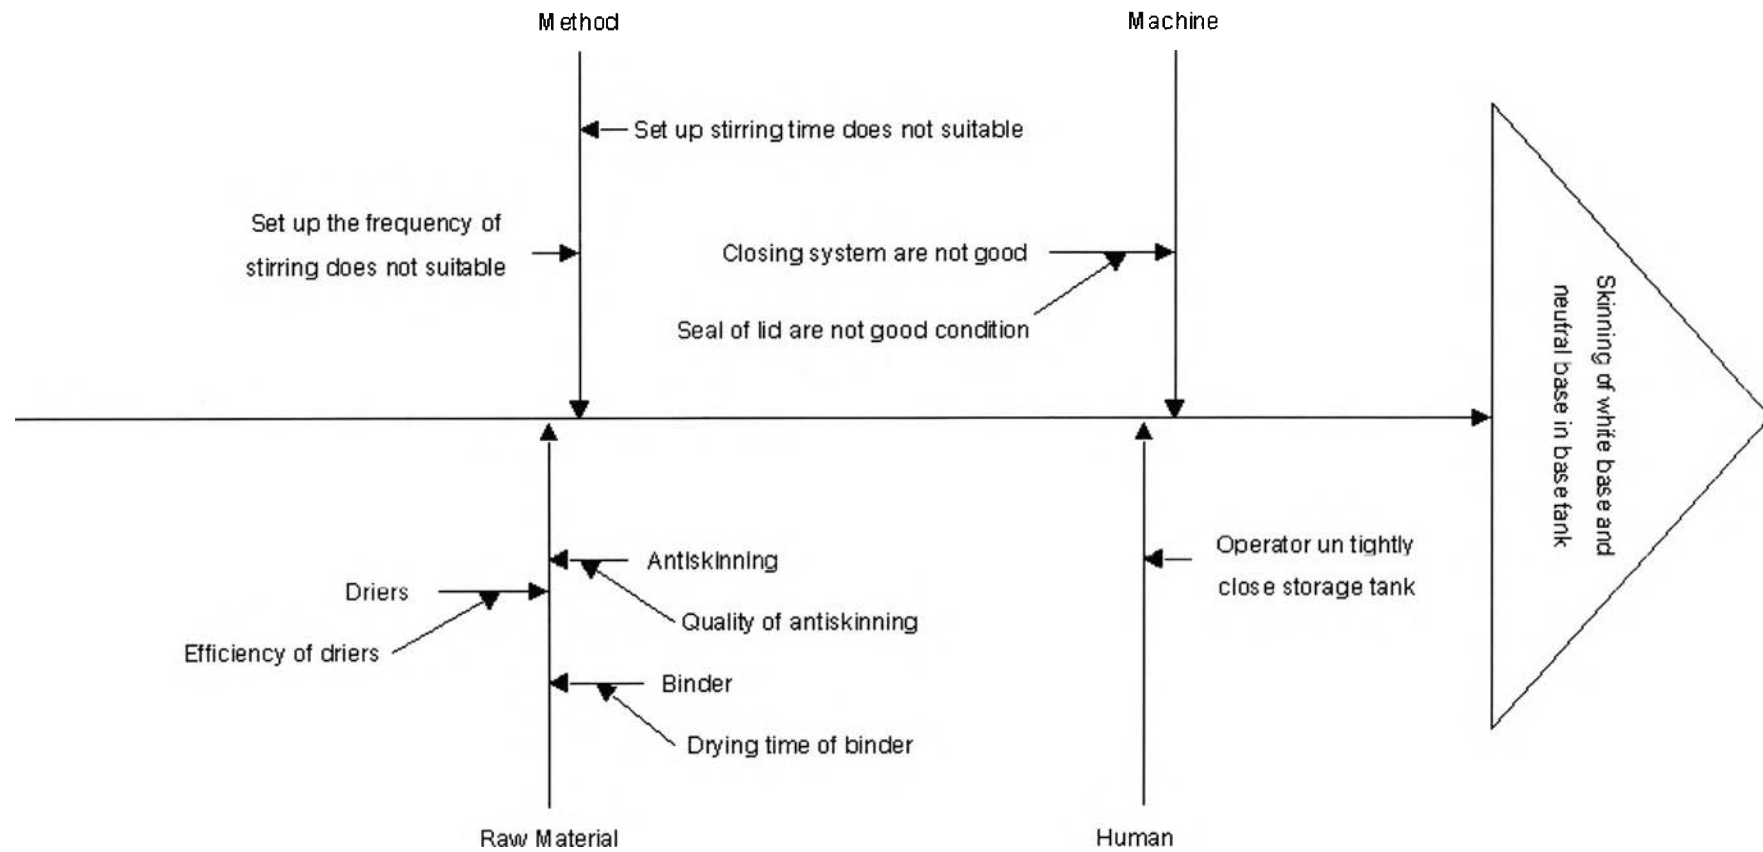 Method
Machine
Set up stirring time does not suitable
Set up the frequency of
stirring does not suitable
Closing system are not good
Seal of lid are not good condition
Skinning of white base and
neufral base in base tank
Antiskinning
Driers
Quality of antiskinning
Efficiency of driers
Binder
Drying time of binder
Operator un tightly
close storage tank
Raw Material
Human